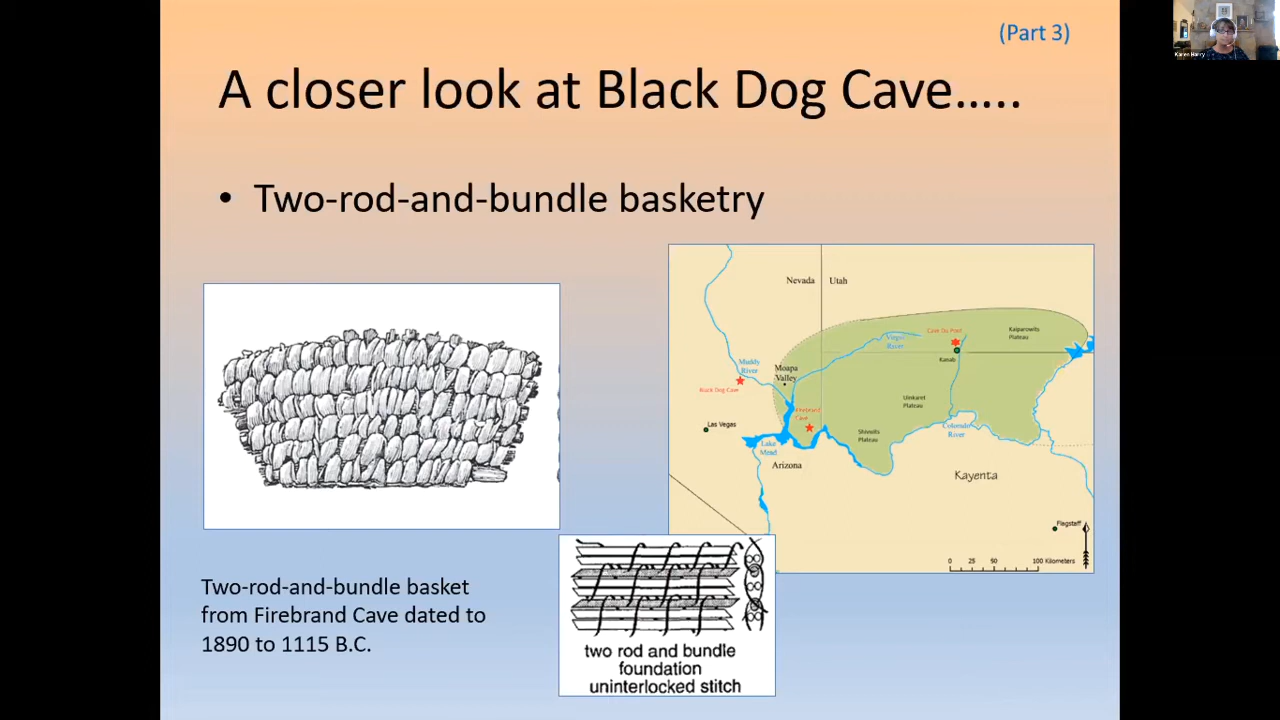 (Part 3)
A closer look at Black Dog Cave…..
• Two-rod-and-bundle basketry
Karen Harry
Nevada
Utah
Muddy
River
Moapa
Valley
Virgin
River
Cave Du Pont
Kanab
Kaiparowits
Plateau
Black Dog Cave
Las Vegas
Firebrand
Cave
Lake
Mead
Arizona
Shivwits
Plateau
Uinkaret
Plateau
Colorado
River
Kayenta
Flagstaff
0 25 50 100 Kilometers
Two-rod-and-bundle basket
from Firebrand Cave dated to
1890 to 1115 B.C.
two rod and bundle
foundation
uninterlocked stitch